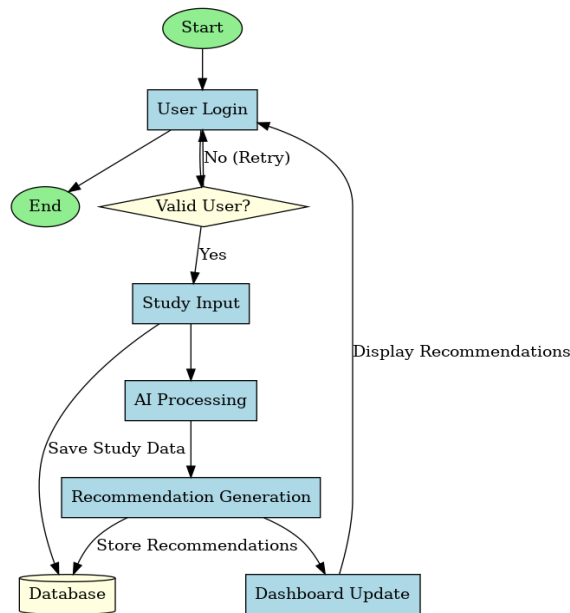 Start
User Login
No (Retry)
End
Valid User?
Yes
Study Input
Display Recommendations
AI Processing
Save Study Data
Recommendation Generation
Store Recommendations
Database
Dashboard Update